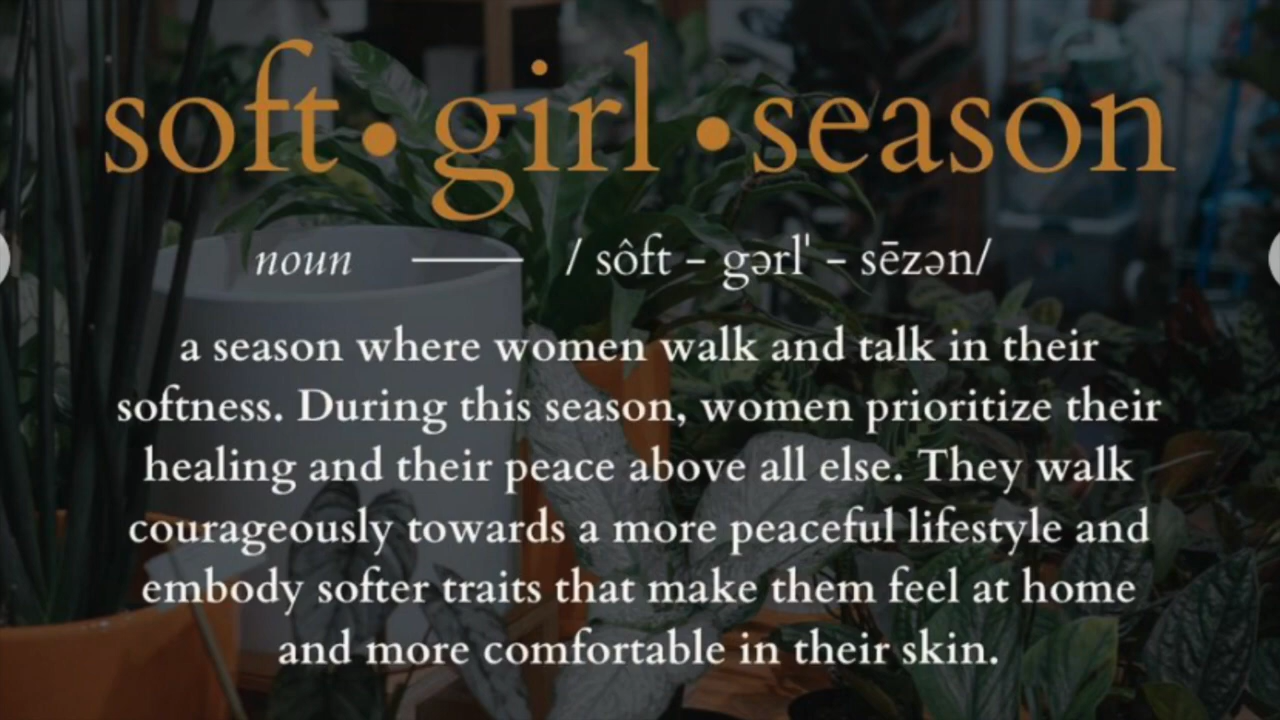 soft•girl•season
noun — / sôft - gərl' - sēzən/
a season where women walk and talk in their
softness. During this season, women prioritize their
healing and their peace above all else. They walk
courageously towards a more peaceful lifestyle and
embody softer traits that make them feel at home
and more comfortable in their skin.